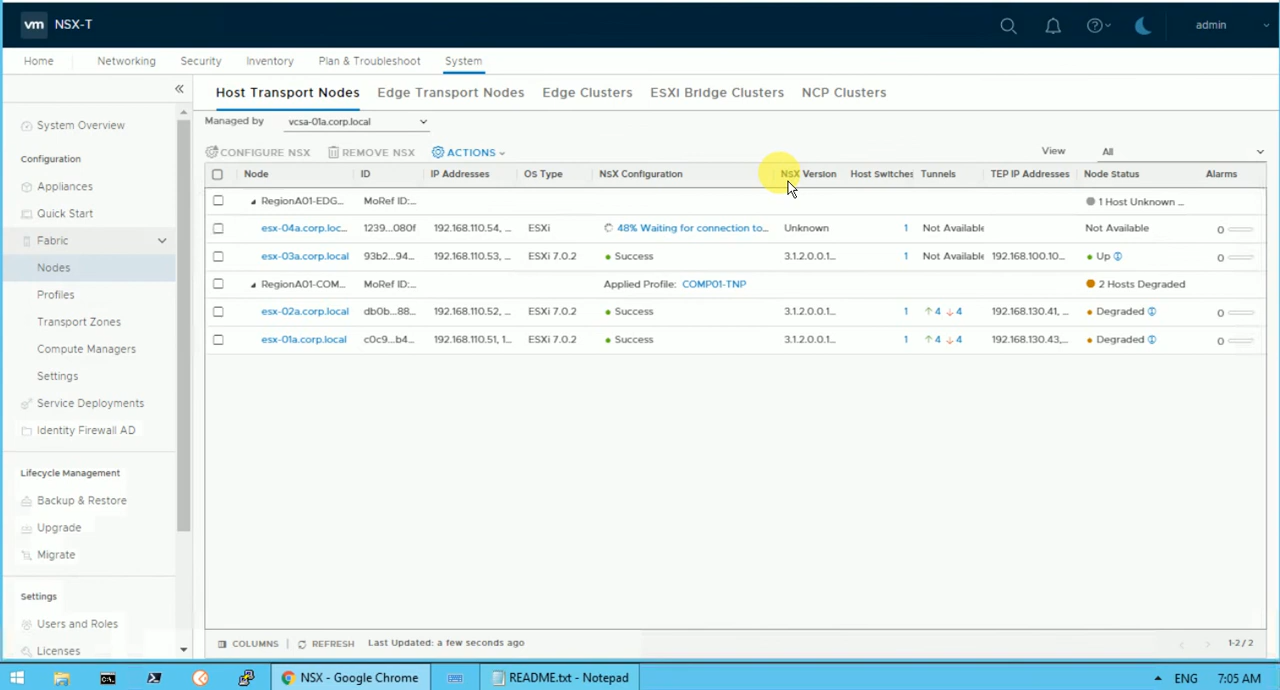 vm NSX-T admin
Home Networking Security Inventory Plan & Troubleshoot System
«
System Overview
Configuration
Appliances
Quick Start
Fabric
Nodes
Profiles
Transport Zones
Compute Managers
Settings
Service Deployments
Identity Firewall AD
Lifecycle Management
Backup & Restore
Upgrade
Migrate
Settings
Users and Roles
Licenses
Host Transport Nodes Edge Transport Nodes Edge Clusters ESXi Bridge Clusters NCP Clusters
Managed by vcsa-01a.corp.local
CONFIGURE NSX REMOVE NSX ACTIONS View All
Node ID IP Addresses OS Type NSX Configuration NSX Version Host Switches Tunnels TEP IP Addresses Node Status Alarms
RegionA01-EDG... MoRef ID:... 1 Host Unknown ...
esx-04a.corp.loc... 1239...080f 192.168.110.54, ... ESXi 48% Waiting for connection to... Unknown 1 Not Available Not Available 0
esx-03a.corp.local 93b2...94... 192.168.110.53, ... ESXi 7.0.2 Success 3.1.2.0.0.1... 1 Not Available 192.168.100.10... Up 0
RegionA01-COM... MoRef ID:... Applied Profile: COMP01-TNP 2 Hosts Degraded
esx-02a.corp.local db0b...88... 192.168.110.52, ... ESXi 7.0.2 Success 3.1.2.0.0.1... 1 ↑4 ↓4 192.168.130.41, ... Degraded 0
esx-01a.corp.local c0c9...b4... 192.168.110.51, 1... ESXi 7.0.2 Success 3.1.2.0.0.1... 1 ↑4 ↓4 192.168.130.43,... Degraded 0
COLUMNS REFRESH Last Updated: a few seconds ago 1-2 / 2
NSX - Google Chrome README.txt - Notepad ENG 7:05 AM